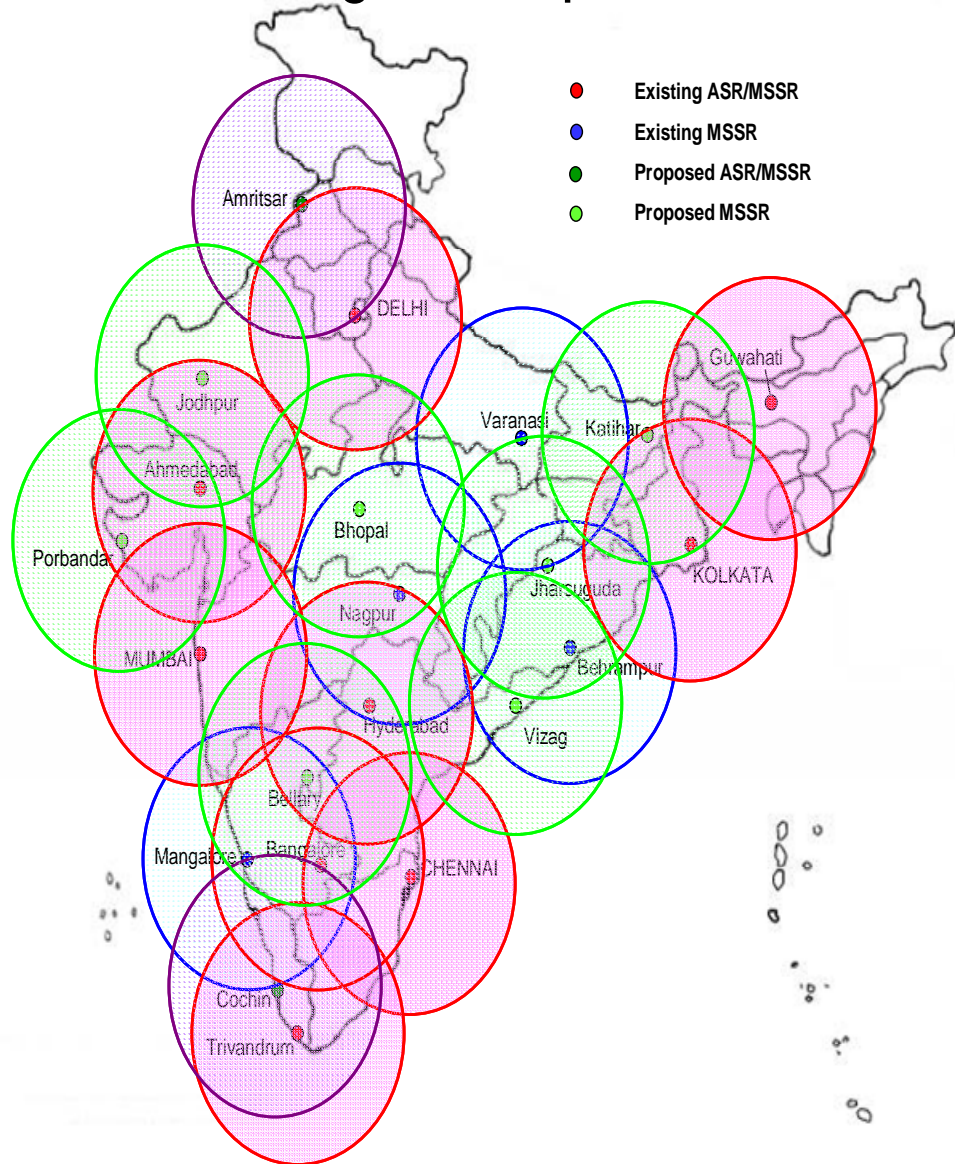 Existing ASR/MSSR
Existing MSSR
Proposed ASR/MSSR
Proposed MSSR
Amritsar
DELHI
Guwahati
Jodhpur
Varanasi
Katihar
Ahmedabad
Bhopal
Porbandar
KOLKATA
Jharsuguda
Nagpur
MUMBAI
Behrampur
Hyderabad
Vizag
Bellary
Mangalore
Bangalore
CHENNAI
Cochin
Trivandrum